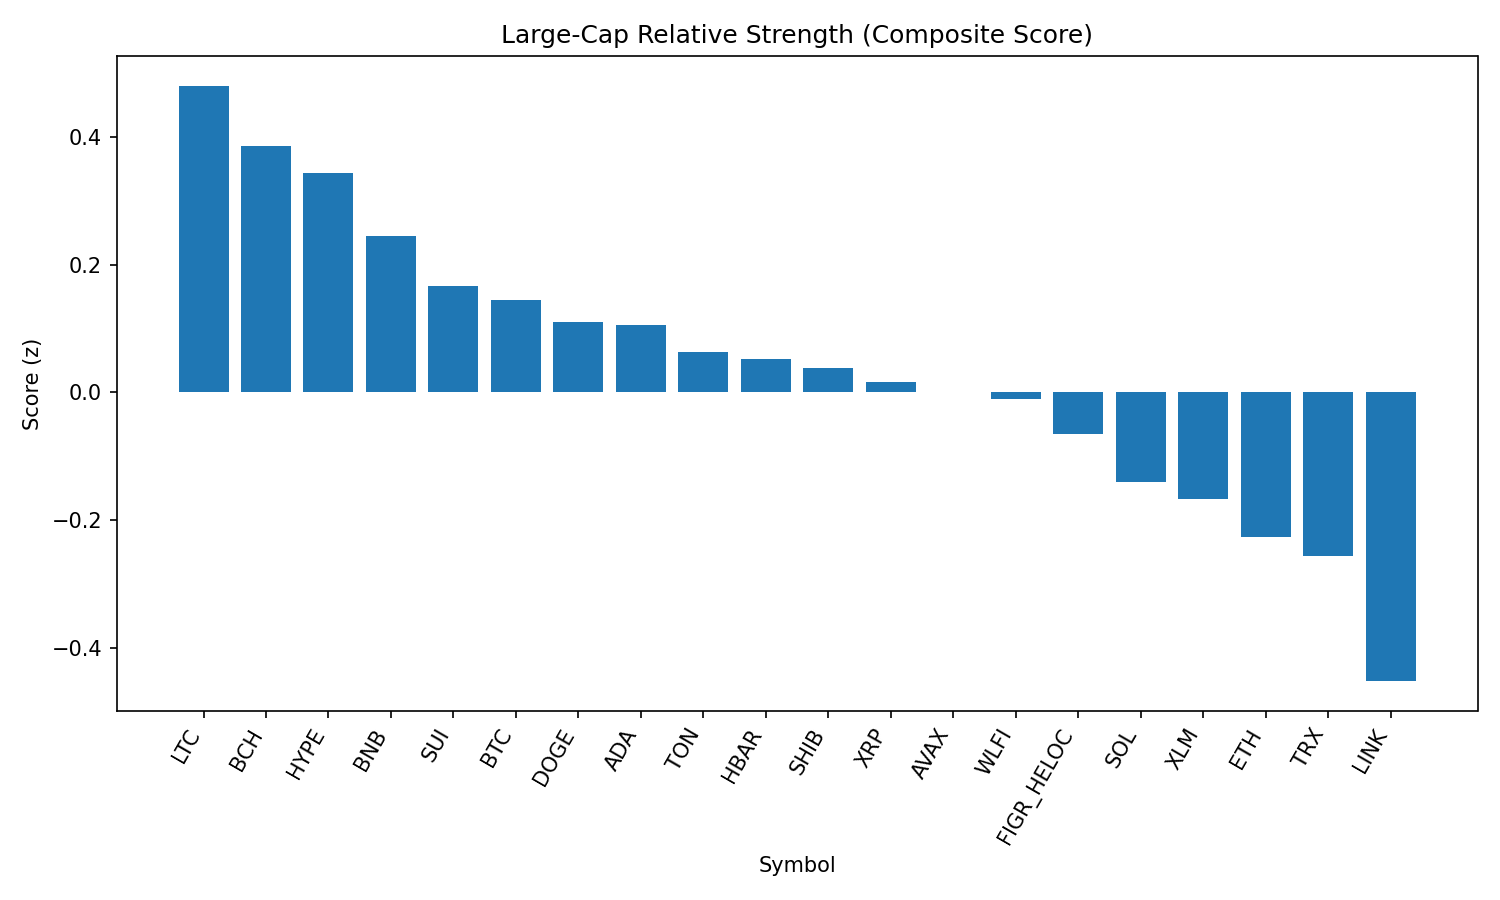 Large-Cap Relative Strength (Composite Score)
Score (z)
0.4
0.2
0.0
−0.2
−0.4
LTC
BCH
HYPE
BNB
SUI
BTC
DOGE
ADA
TON
HBAR
SHIB
XRP
AVAX
WLFI
FIGR_HELOC
SOL
XLM
ETH
TRX
LINK
Symbol